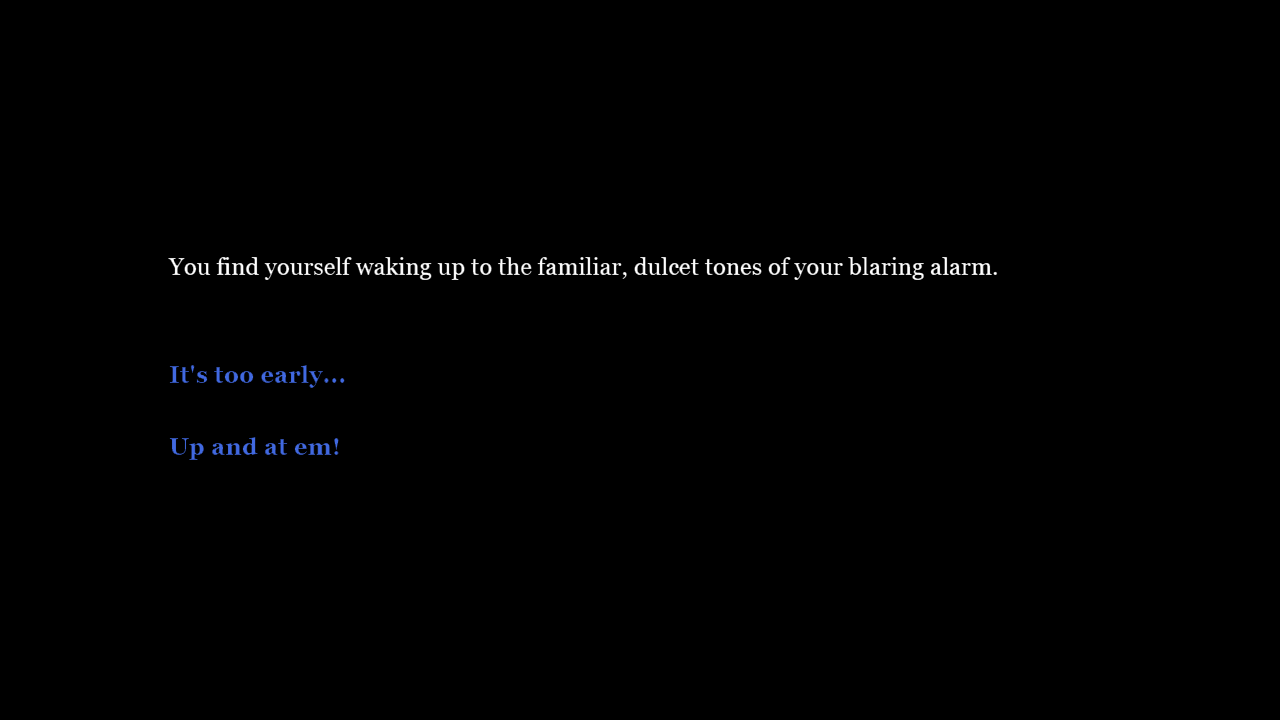 You find yourself waking up to the familiar, dulcet tones of your blaring alarm.
It's too early...
Up and at em!